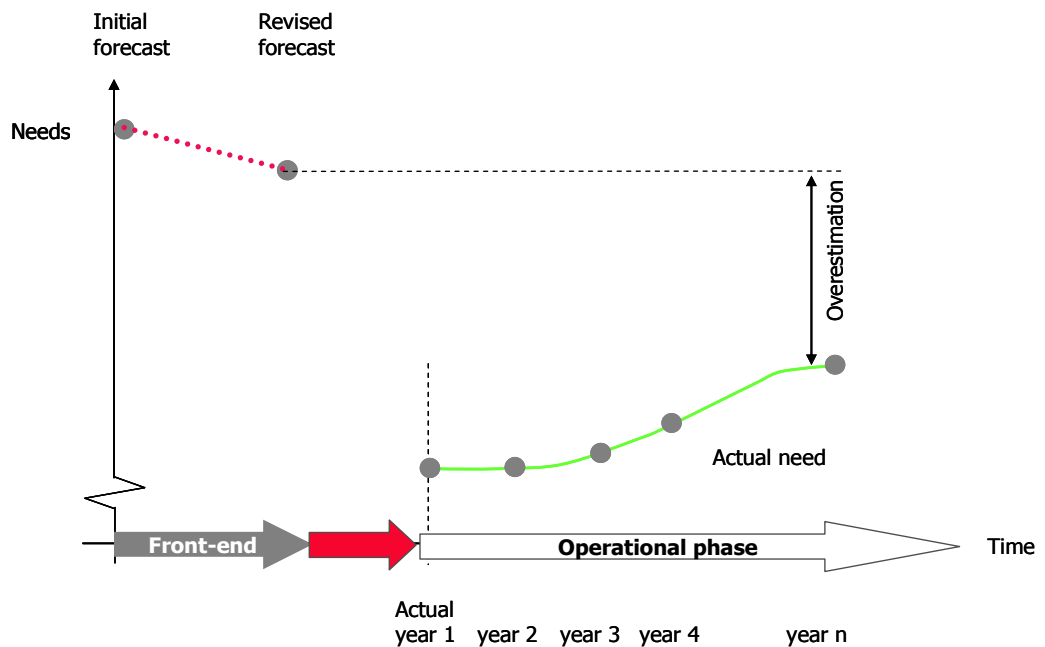 Initial
forecast
Revised
forecast
Needs
Overestimation
Actual need
Front-end
Operational phase
Time
Actual
year 1
year 2
year 3
year 4
year n